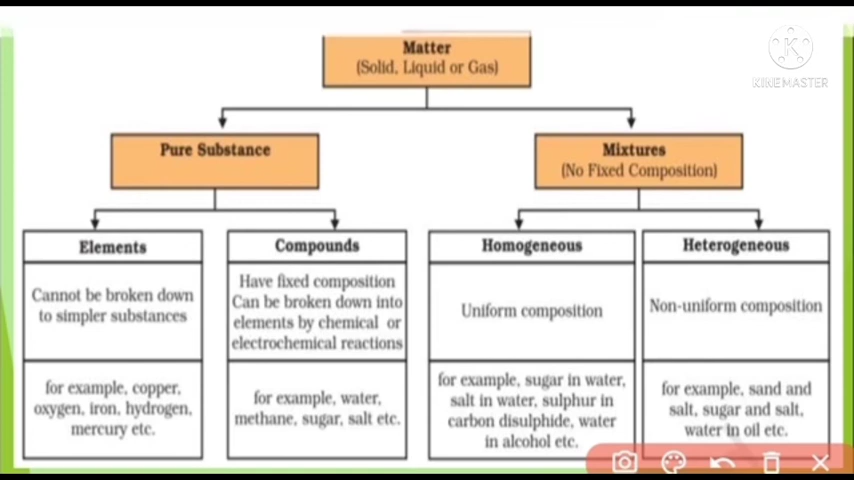 Matter
(Solid, Liquid or Gas)
KINEMASTER
Pure Substance
Mixtures
(No Fixed Composition)
Elements
Cannot be broken down
to simpler substances
for example, copper,
oxygen, iron, hydrogen,
mercury etc.
Compounds
Have fixed composition
Can be broken down into
elements by chemical or
electrochemical reactions
for example, water,
methane, sugar, salt etc.
Homogeneous
Uniform composition
for example, sugar in water,
salt in water, sulphur in
carbon disulphide, water
in alcohol etc.
Heterogeneous
Non-uniform composition
for example, sand and
salt, sugar and salt,
water in oil etc.